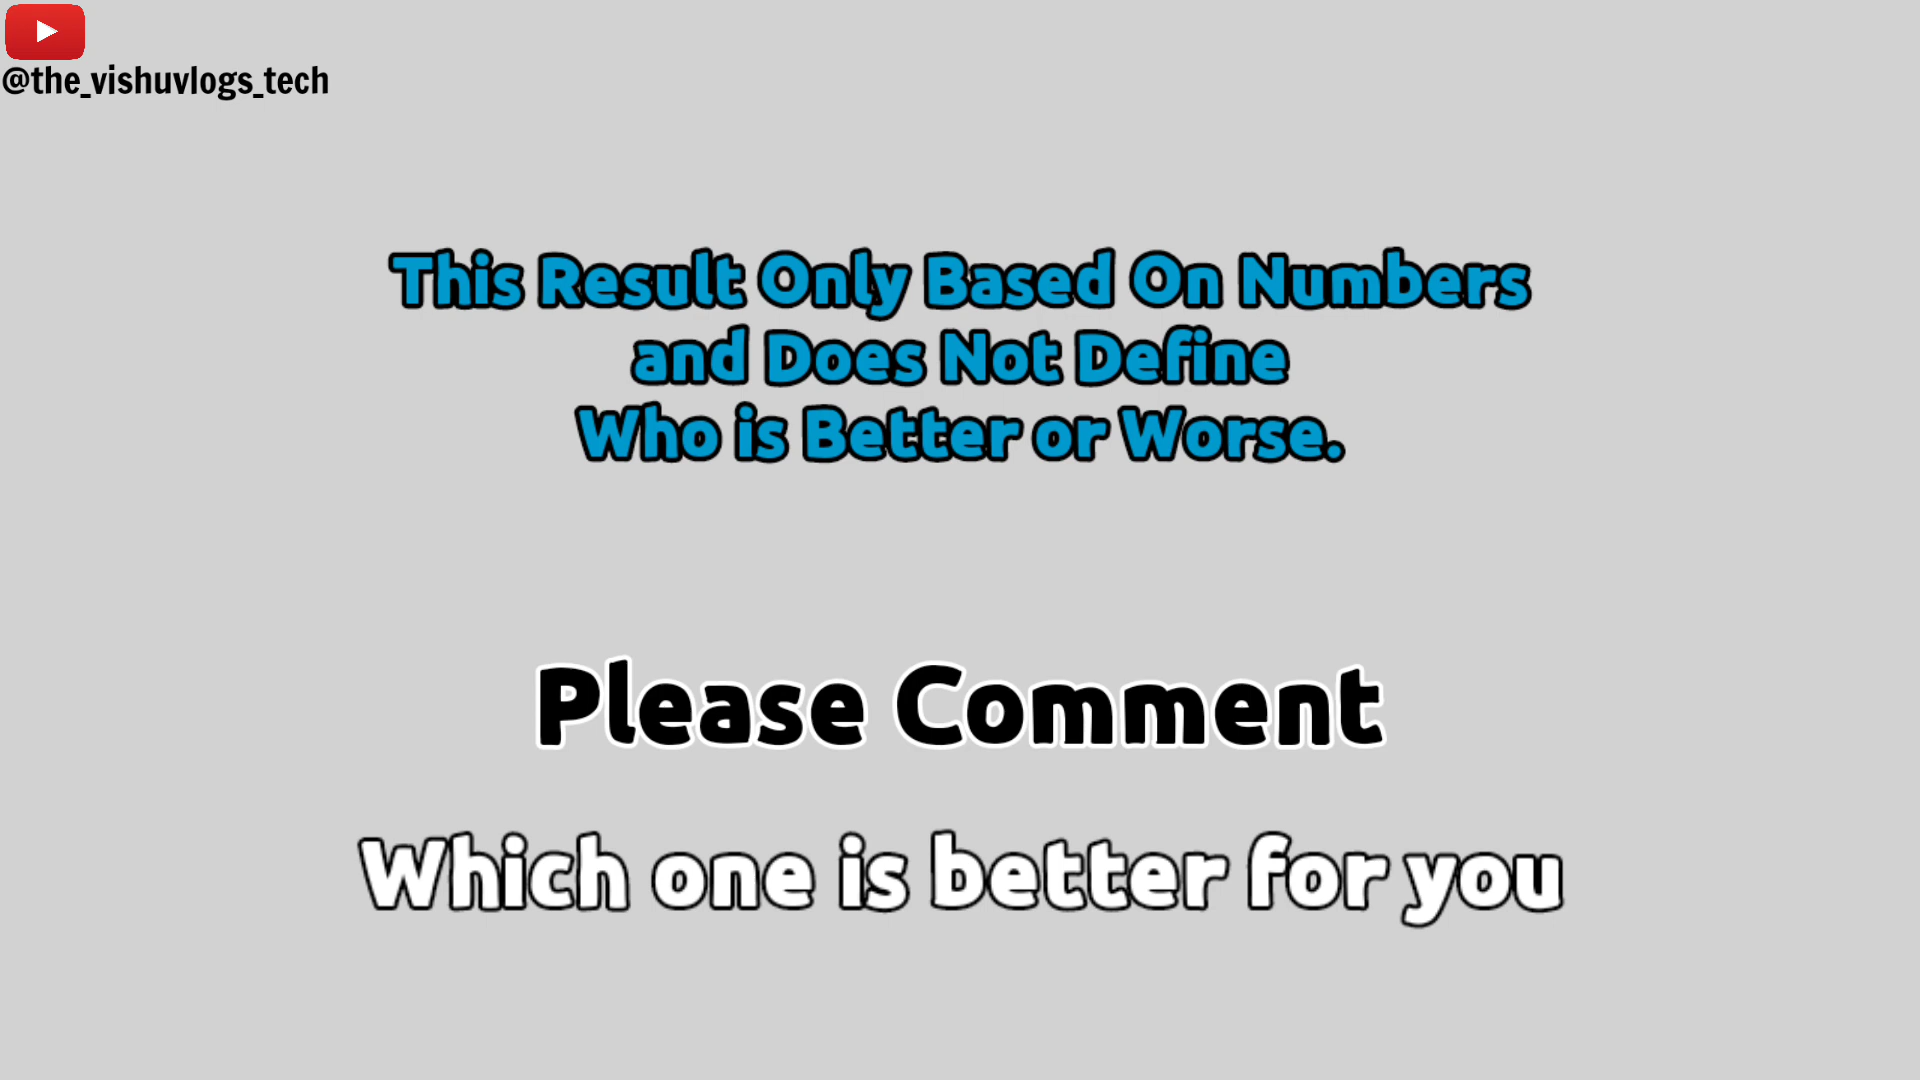 @the_vishuvlogs_tech
This Result Only Based On Numbers
and Does Not Define
Who is Better or Worse.
Please Comment
Which one is better for you